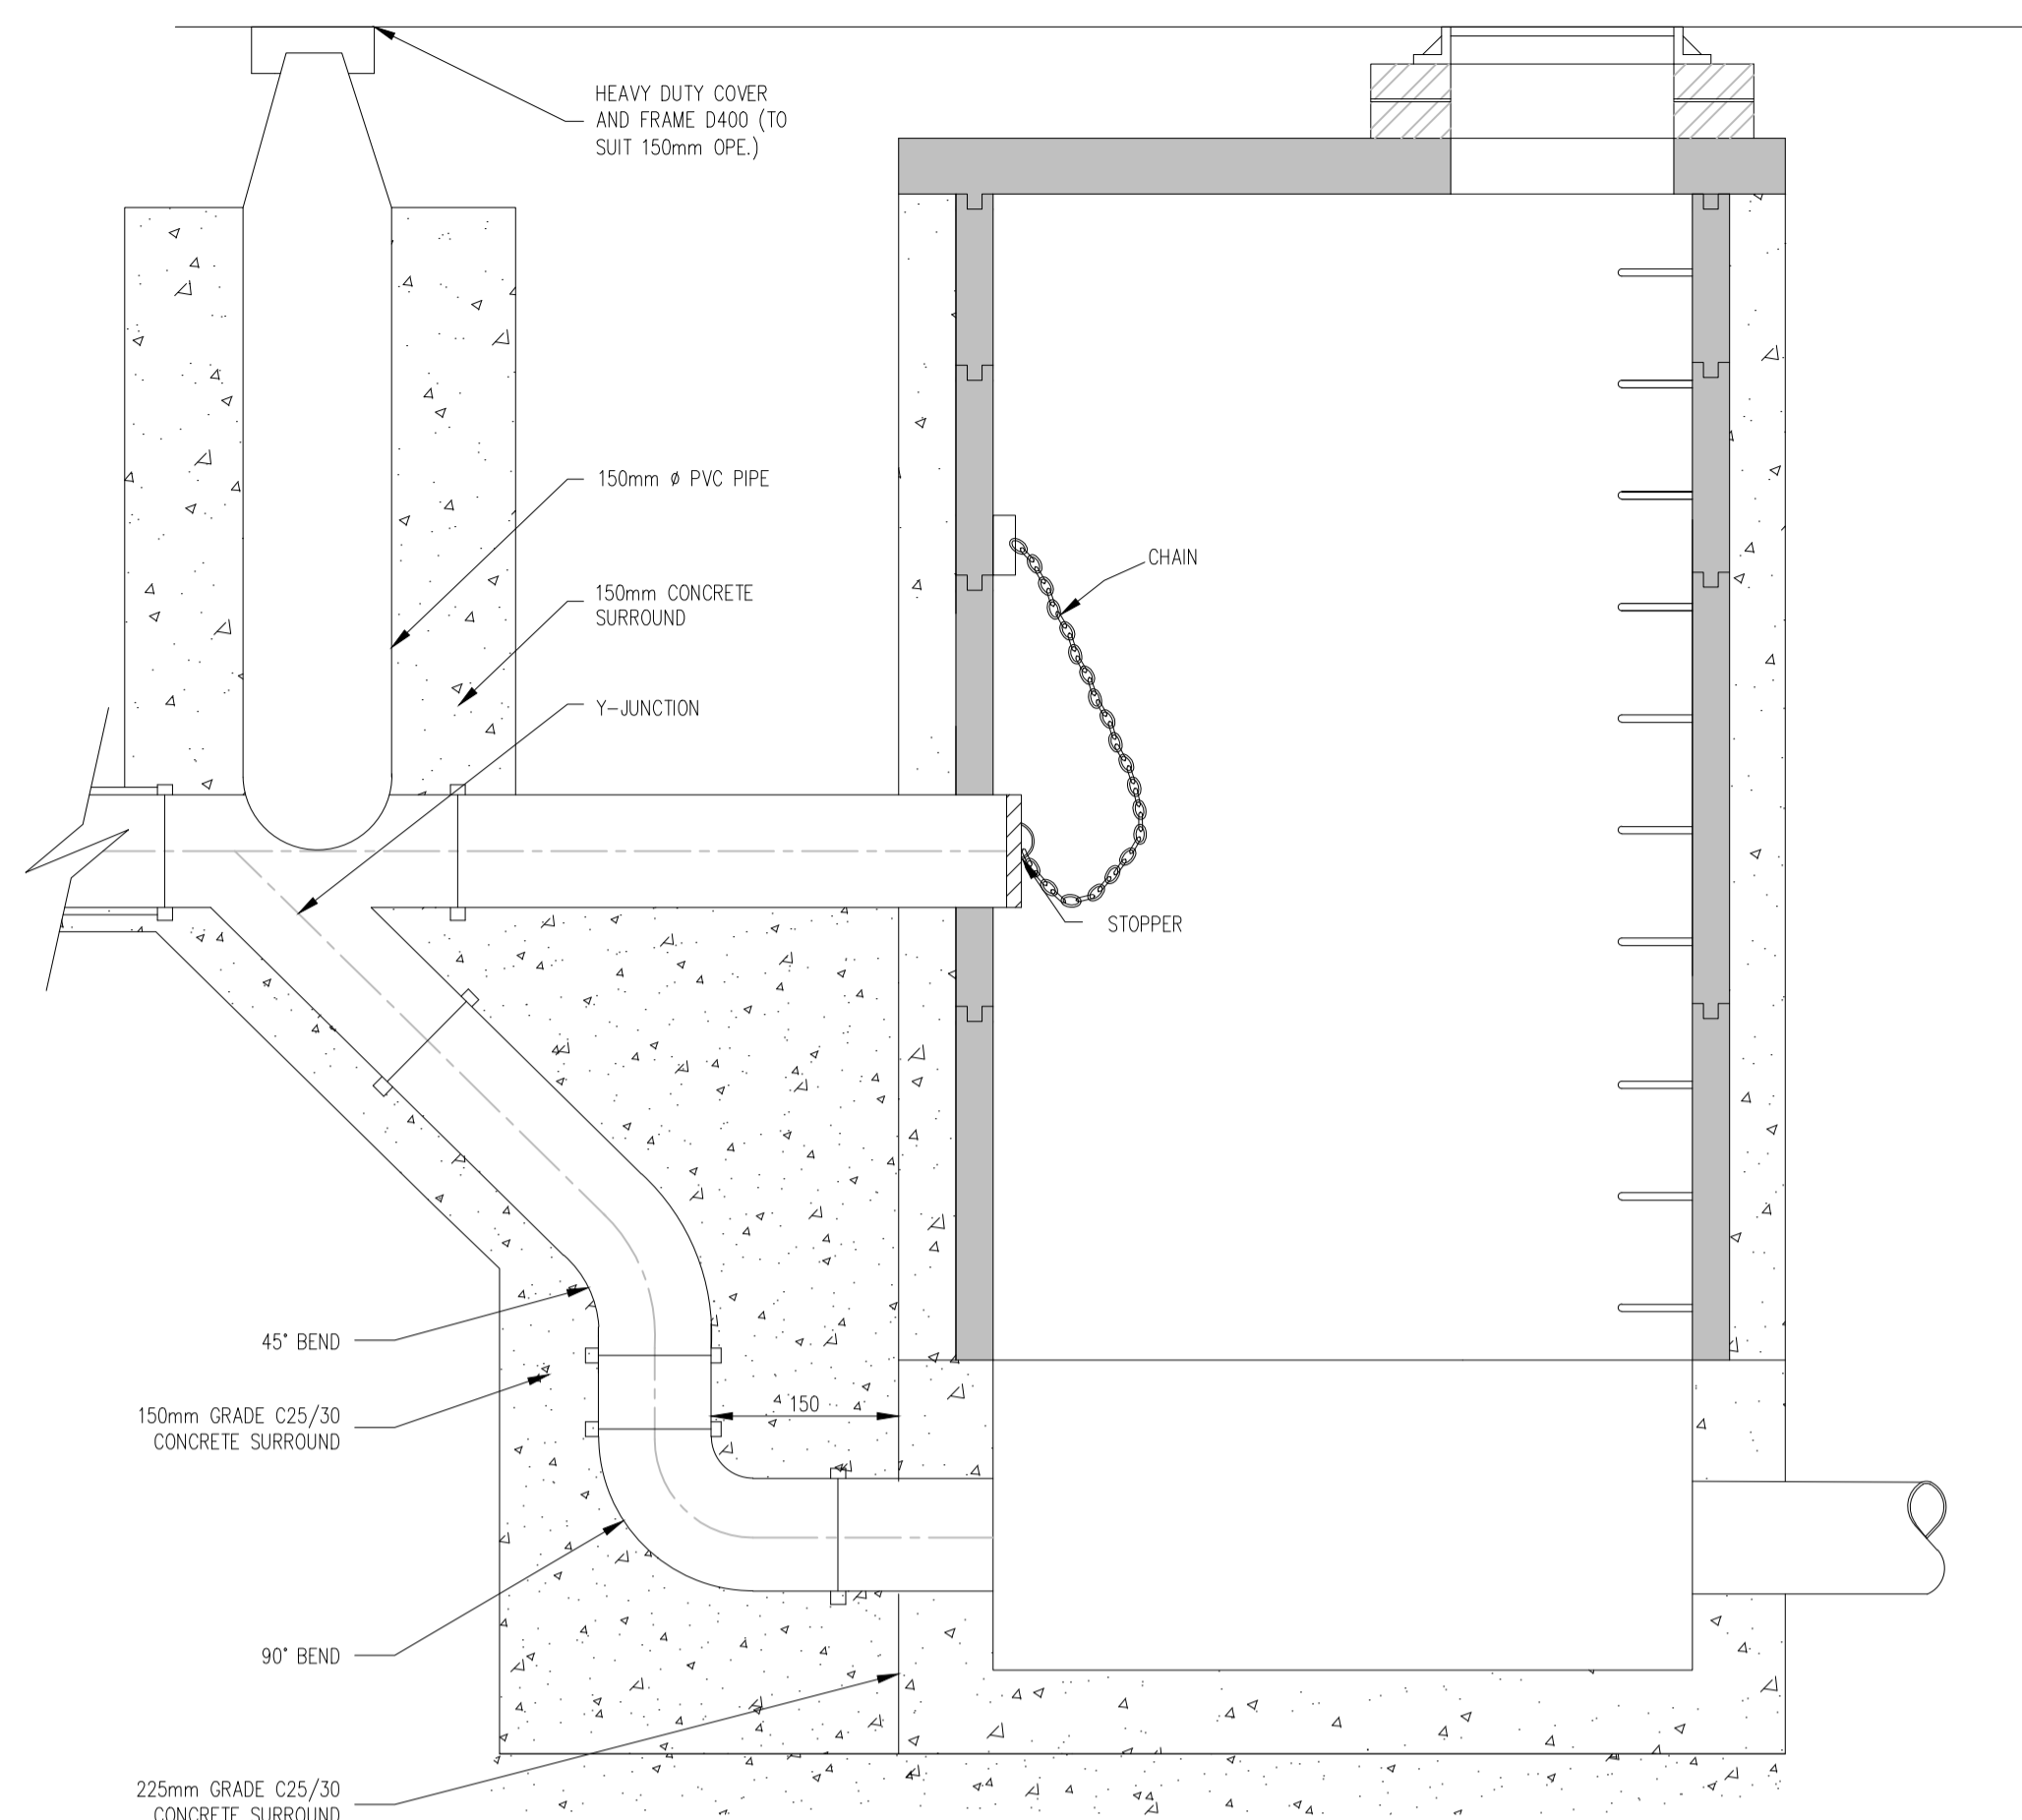 HEAVY DUTY COVER
AND FRAME D400 (TO
SUIT 150mm OPE.)
150mm ø PVC PIPE
CHAIN
150mm CONCRETE
SURROUND
Y-JUNCTION
STOPPER
45° BEND
150
150mm GRADE C25/30
CONCRETE SURROUND
90° BEND
225mm GRADE C25/30
CONCRETE SURROUND